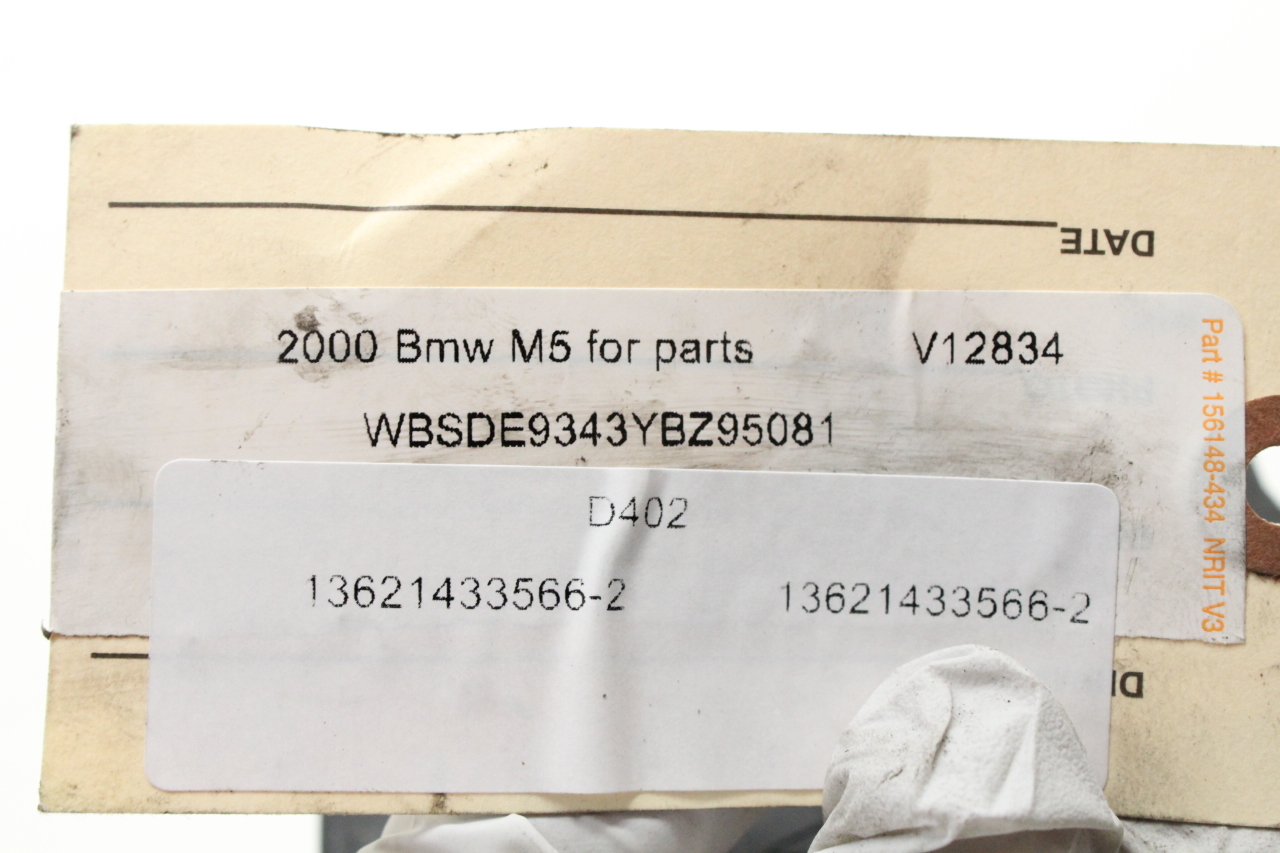 DATE
2000 Bmw M5 for parts V12834
WBSDE9343YBZ95081
Part # 156148-434 NRIT V3
D402
13621433566-2 13621433566-2